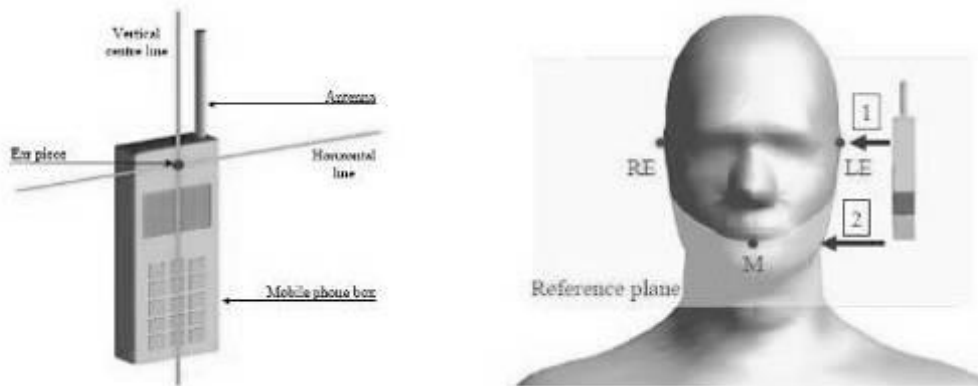 Vertical
centre line
Antenna
Ear piece
Horizontal
line
Mobile phone box
1
RE
LE
2
M
Reference plane